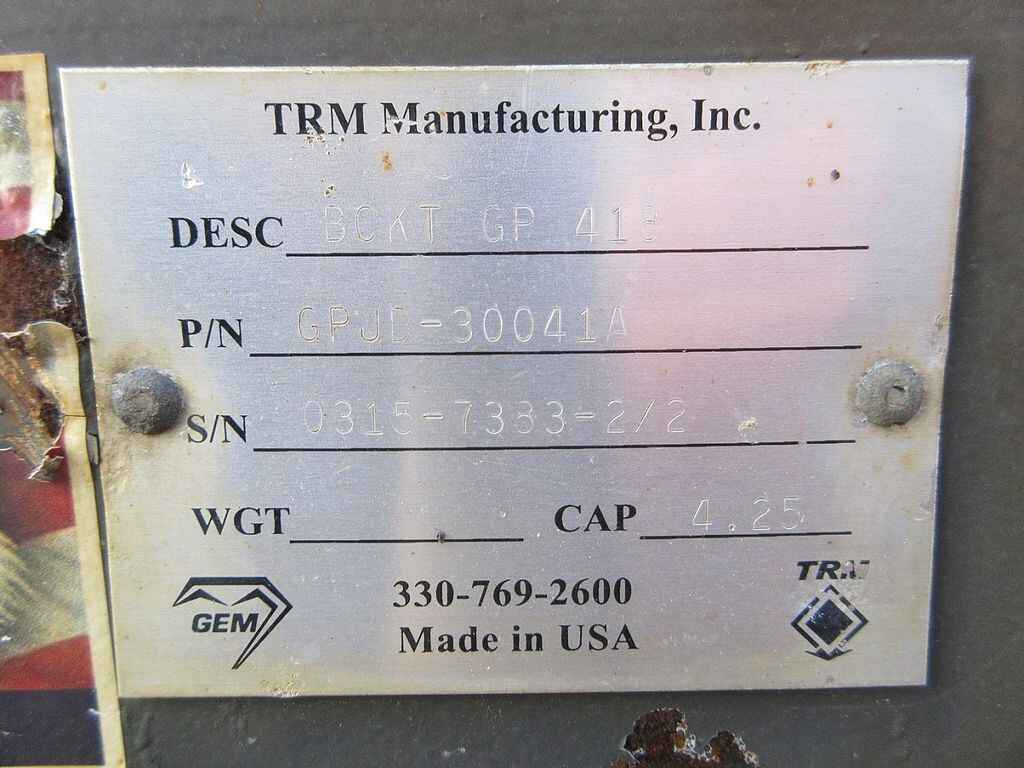 TRM Manufacturing, Inc.
DESC BCKT GP
P/N GPJD-30041A
S/N 0315-7383-2/2
WGT CAP 4.25
GEM 330-769-2600 TRM
Made in USA